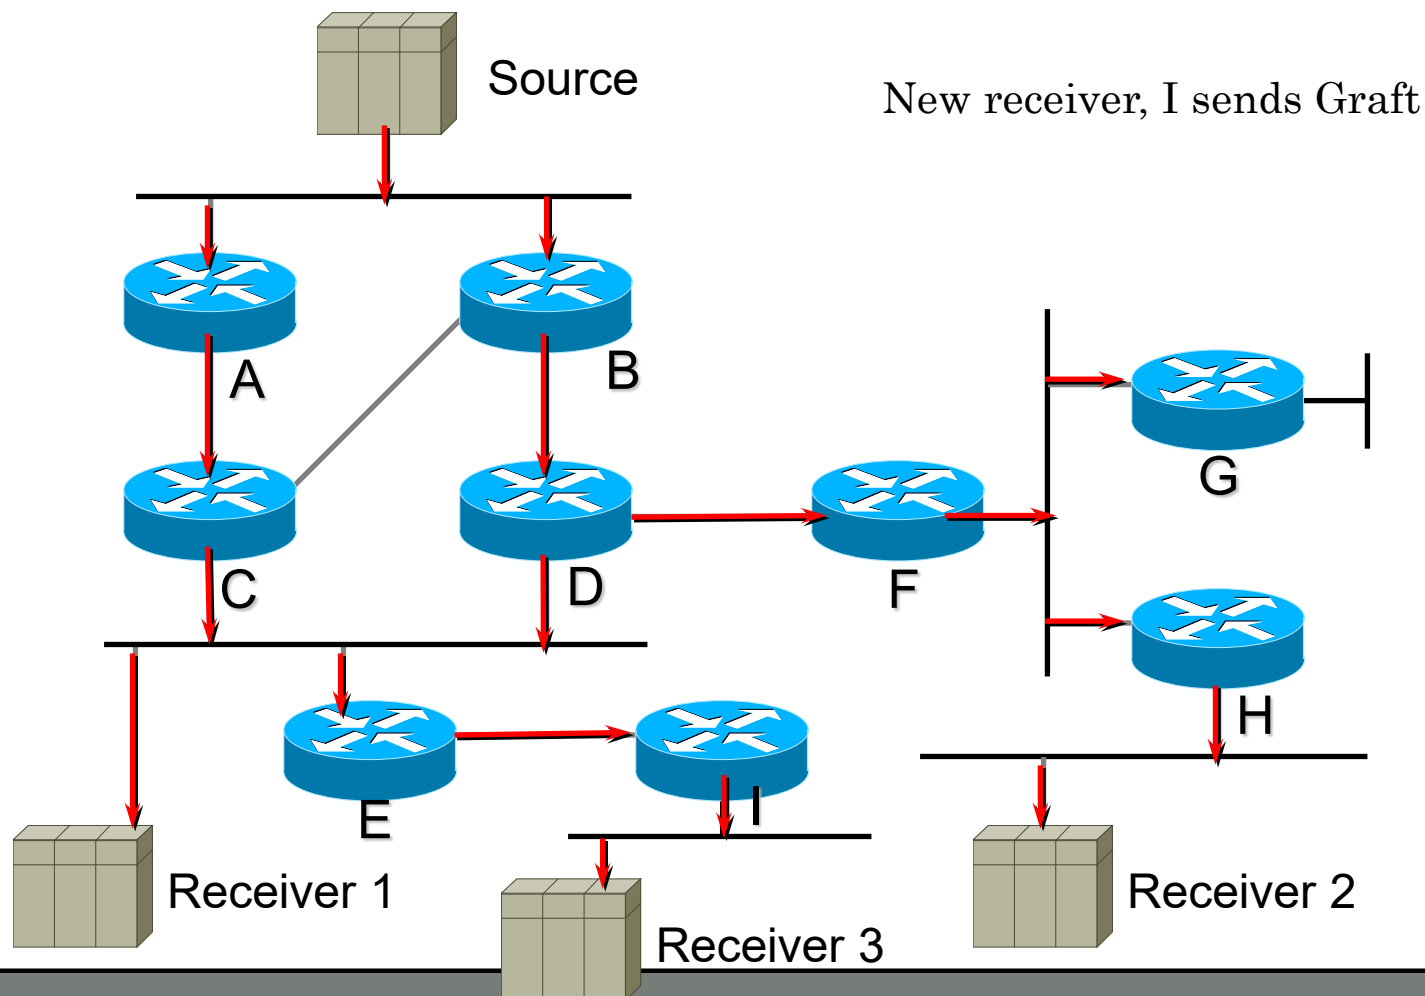 Source
New receiver, I sends Graft
A
B
G
C
D
F
H
E
I
Receiver 1
Receiver 2
Receiver 3